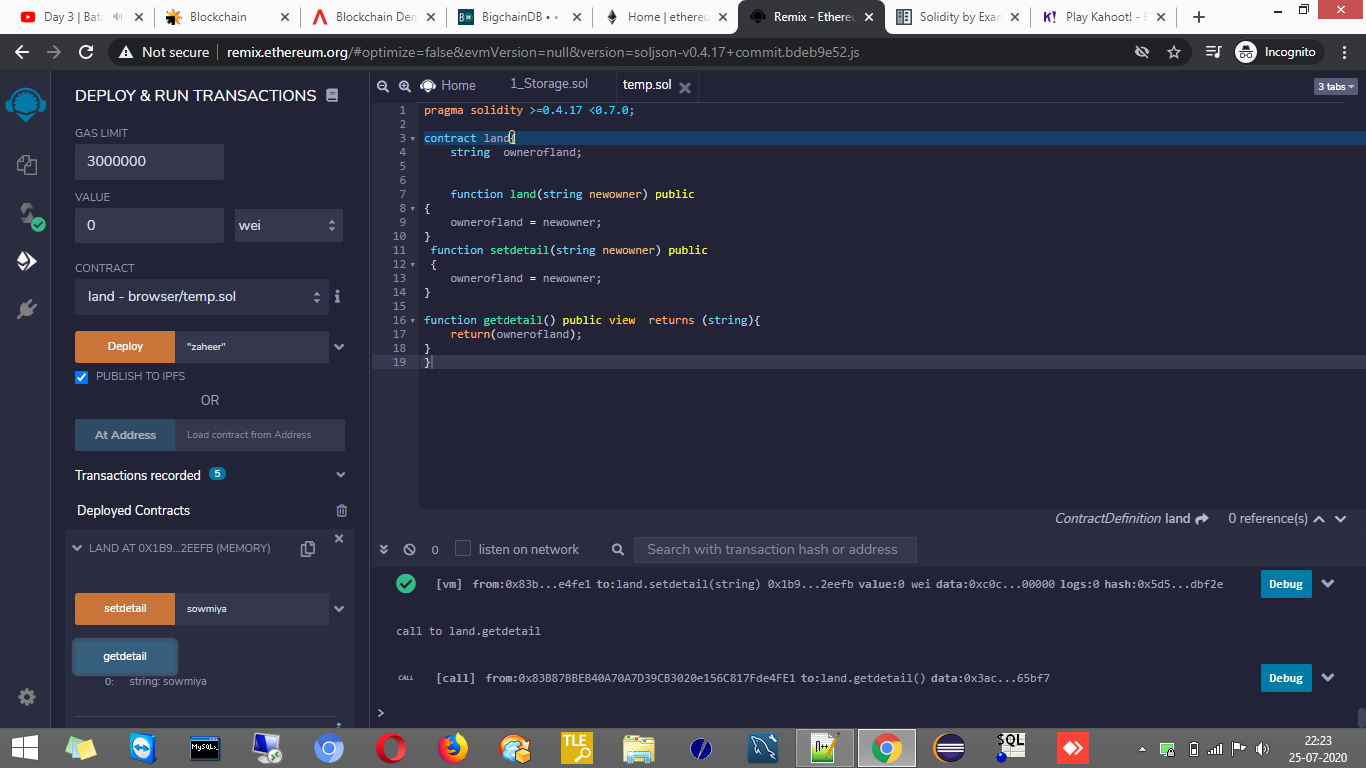 Day 3 | Batc
Blockchain
Blockchain Dem
BigchainDB • • T
Home | ethereu
Remix - Ethereu
Solidity by Exam
K! Play Kahoot! - E
Not secure | remix.ethereum.org/#optimize=false&evmVersion=null&version=soljson-v0.4.17+commit.bdeb9e52.js
Incognito
DEPLOY & RUN TRANSACTIONS
GAS LIMIT
3000000
VALUE
0 wei
CONTRACT
land - browser/temp.sol
Deploy "zaheer"
PUBLISH TO IPFS
OR
At Address Load contract from Address
Transactions recorded 5
Deployed Contracts
LAND AT 0X1B9...2EEFB (MEMORY)
setdetail sowmiya
getdetail
0: string: sowmiya
Home 1_Storage.sol temp.sol 3 tabs
1 pragma solidity >=0.4.17 <0.7.0;
2
3 contract land{
4 string  ownerofland;
5
6
7 function land(string newowner) public
8 {
9 ownerofland = newowner;
10 }
11 function setdetail(string newowner) public
12 {
13 ownerofland = newowner;
14 }
15
16 function getdetail() public view  returns (string){
17 return(ownerofland);
18 }
19 }
ContractDefinition land 0 reference(s)
0 listen on network Search with transaction hash or address
[vm] from:0x83b...e4fe1 to:land.setdetail(string) 0x1b9...2eefb value:0 wei data:0xc0c...00000 logs:0 hash:0x5d5...dbf2e Debug
call to land.getdetail
CALL [call] from:0x83B87BBEB40A70A7D39CB3020e156C817Fde4FE1 to:land.getdetail() data:0x3ac...65bf7 Debug
>
MySQL
TLE
N++
SQL
22:23
25-07-2020